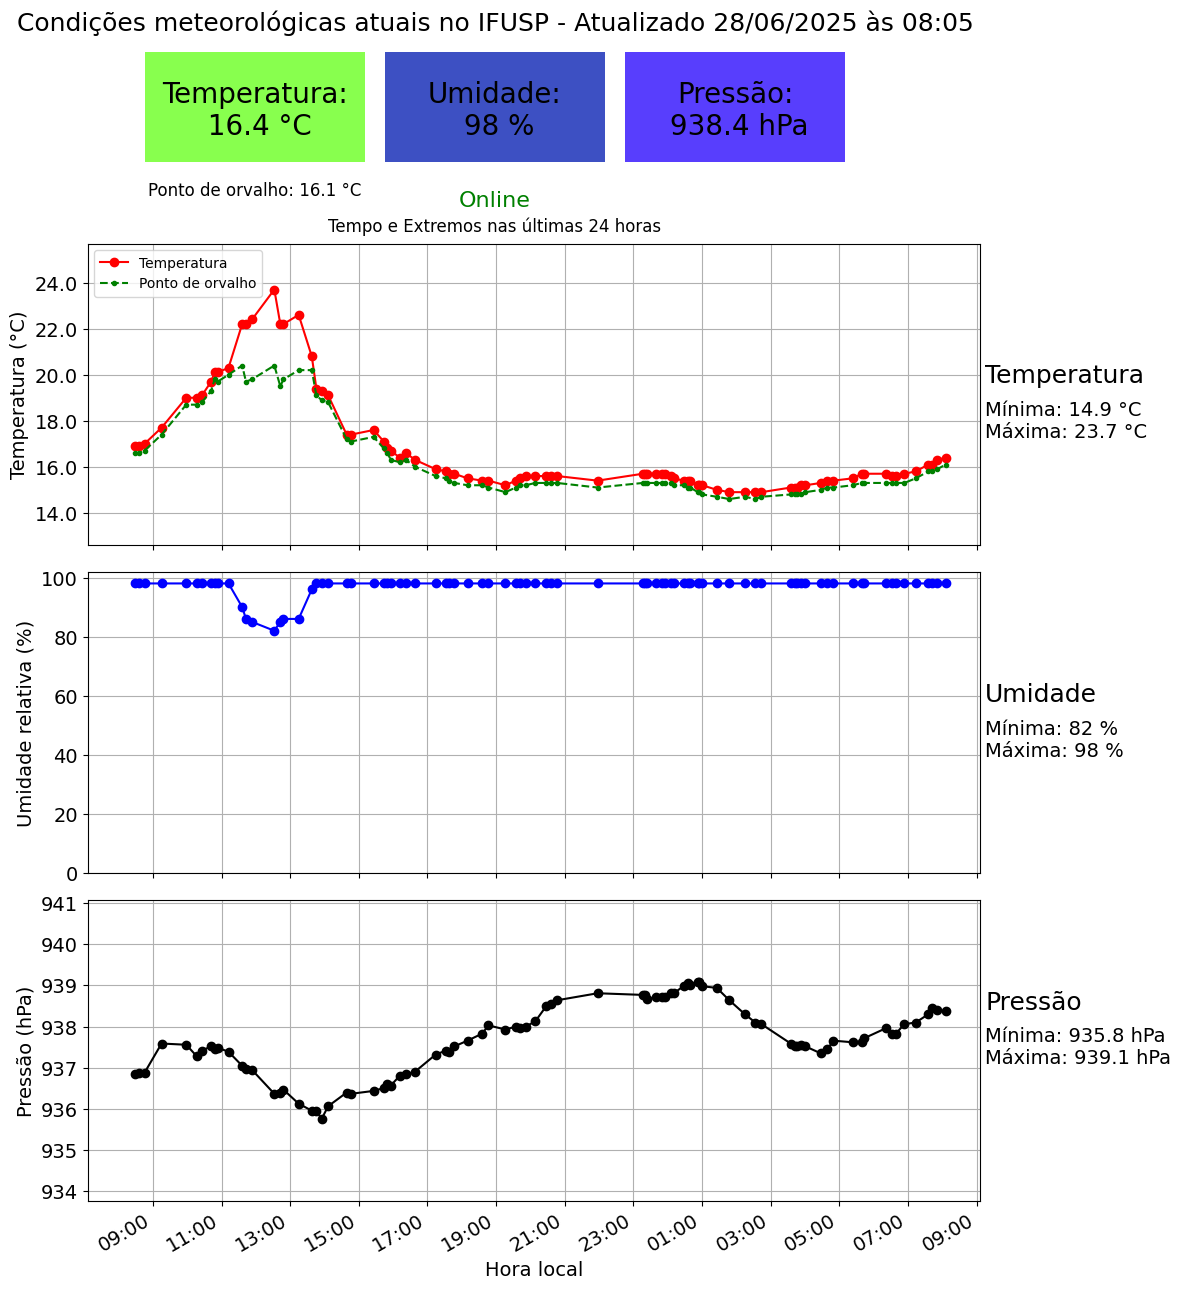 Condições meteorológicas atuais no IFUSP - Atualizado 28/06/2025 às 08:05
Temperatura:
16.4 °C
Umidade:
98 %
Pressão:
938.4 hPa
Ponto de orvalho: 16.1 °C
Online
Tempo e Extremos nas últimas 24 horas
Temperatura
Ponto de orvalho
Temperatura (°C)
24.0
22.0
20.0
18.0
16.0
14.0
Temperatura
Mínima: 14.9 °C
Máxima: 23.7 °C
Umidade relativa (%)
100
80
60
40
20
0
Umidade
Mínima: 82 %
Máxima: 98 %
Pressão (hPa)
941
940
939
938
937
936
935
934
Pressão
Mínima: 935.8 hPa
Máxima: 939.1 hPa
09:00
11:00
13:00
15:00
17:00
19:00
21:00
23:00
01:00
03:00
05:00
07:00
09:00
Hora local